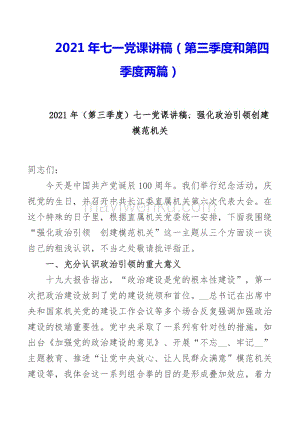 2021 年七一党课讲稿（第三季度和第四
季度两篇）
2021 年（第三季度）七一党课讲稿：强化政治引领创建
模范机关
同志们：
今天是中国共产党诞辰 100 周年。我们举行纪念活动，庆
祝党的生日，并召开中共长江委直属机关第六次代表大会。在
这个特殊的日子里，根据直属机关党委统一安排，下面我围绕
“强化政治引领　创建模范机关”这一主题从三个方面谈一谈
自己的粗浅认识，不当之处敬请批评指正。
一、充分认识政治引领的重大意义
十九大报告指出，“政治建设是党的根本性建设”，第一
次把政治建设放到了党的建设统领和首位。__总书记在出席中
央和国家机关党的建设工作会议等多个场合反复强调加强政治
建设的极端重要性。党中央采取了一系列有针对性的措施，如
出台《加强党的政治建设的意见》、开展“不忘__、牢记__”
主题教育、推进“让党中央放心、让人民群众满意”模范机关
建设等，我体会这一系列组合拳的目的是形成叠加效应，着力